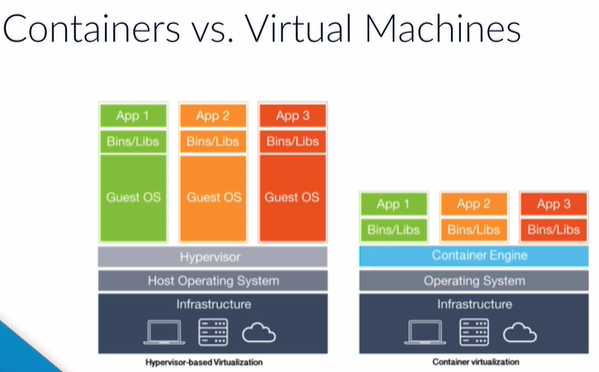 Containers vs. Virtual Machines
App 1 App 2 App 3
Bins/Libs Bins/Libs Bins/Libs
Guest OS Guest OS Guest OS
Hypervisor
Host Operating System
Infrastructure
Hypervisor-based Virtualization
App 1 App 2 App 3
Bins/Libs Bins/Libs Bins/Libs
Container Engine
Operating System
Infrastructure
Container virtualization